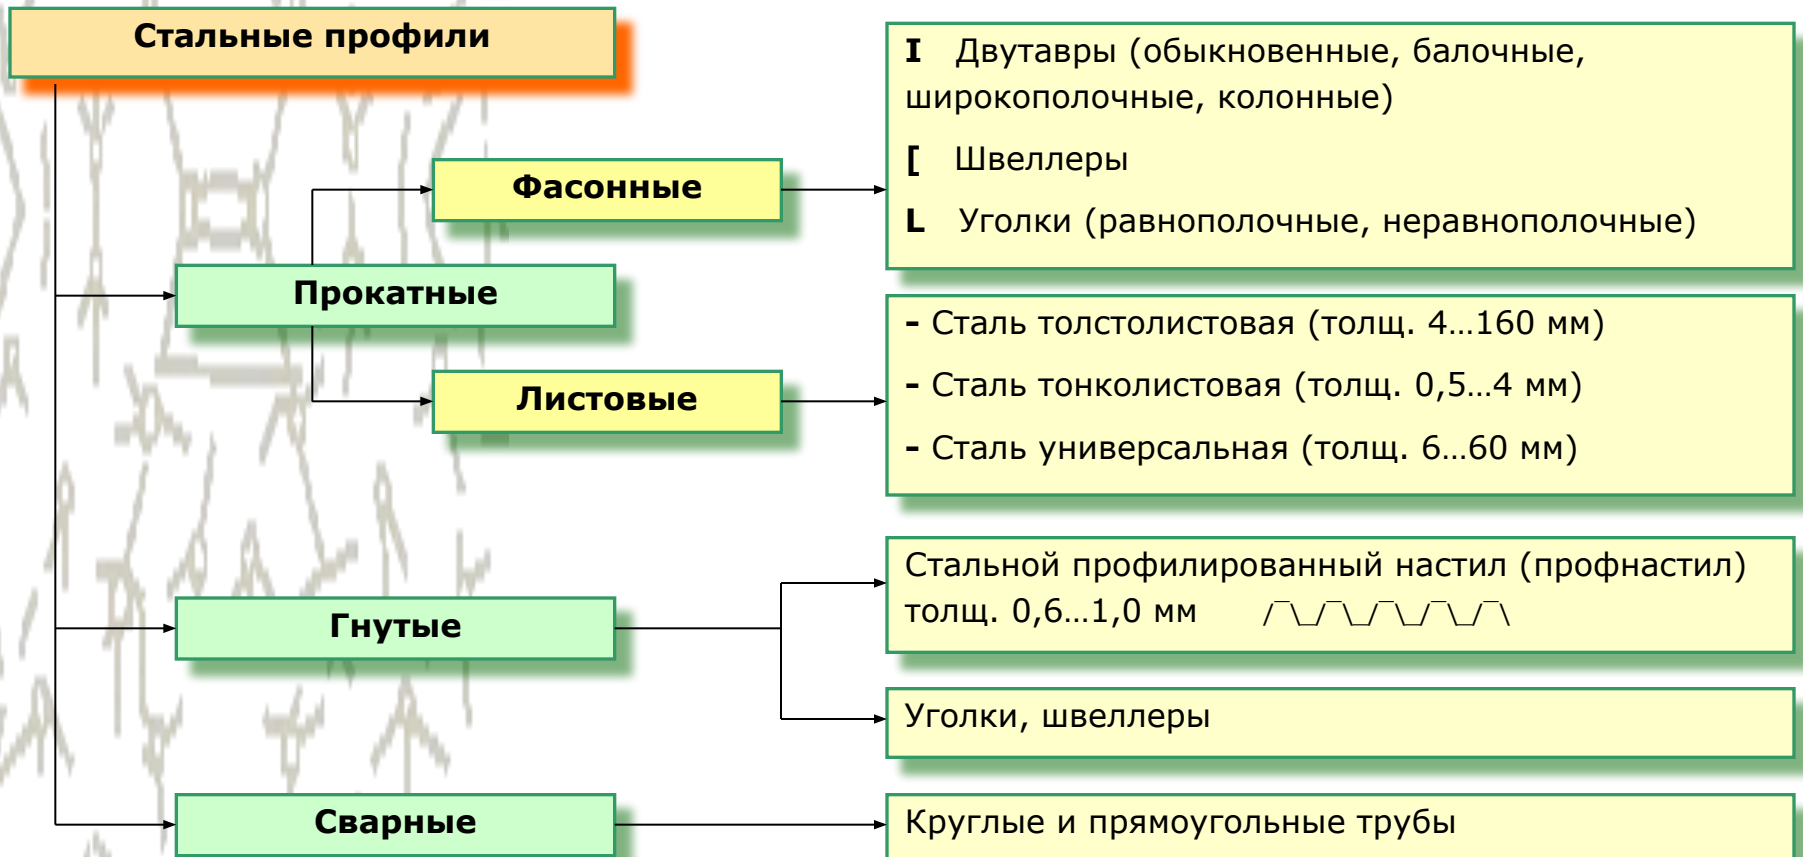 Стальные профили
I Двутавры (обыкновенные, балочные,
широкополочные, колонные)
[ Швеллеры
L Уголки (равнополочные, неравнополочные)
Фасонные
Прокатные
Листовые
- Сталь толстолистовая (толщ. 4...160 мм)
- Сталь тонколистовая (толщ. 0,5...4 мм)
- Сталь универсальная (толщ. 6...60 мм)
Гнутые
Стальной профилированный настил (профнастил)
толщ. 0,6...1,0 мм /¯\_/¯\_/¯\_/¯\_/¯\
Уголки, швеллеры
Сварные
Круглые и прямоугольные трубы